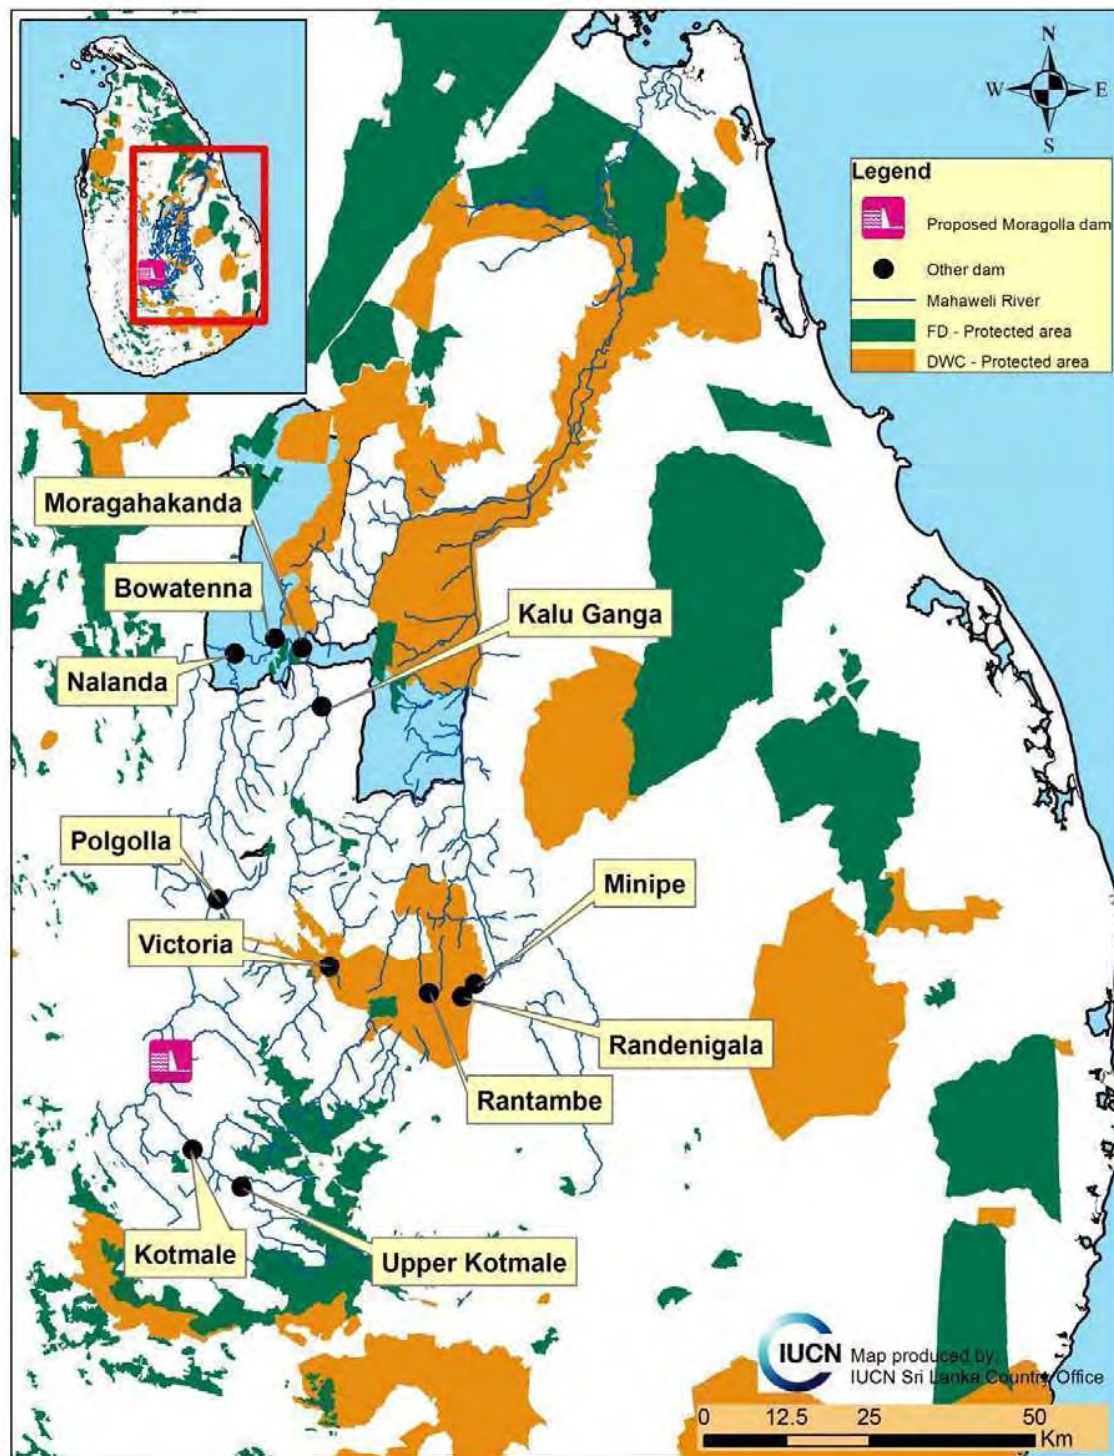 N
W
E
S
Legend
Proposed Moragolla dam
Other dam
Mahaweli River
FD - Protected area
DWC - Protected area
Moragahakanda
Bowatenna
Kalu Ganga
Nalanda
Polgolla
Minipe
Victoria
Randenigala
Rantambe
Kotmale
Upper Kotmale
IUCN
Map produced by;
IUCN Sri Lanka Country Office
0 12.5 25 50
Km